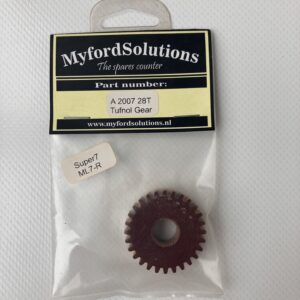 MyfordSolutions
The spares counter
Part number:
A 2007 28T
Tufnol Gear
www.myfordsolutions.nl
Super7
ML7-R